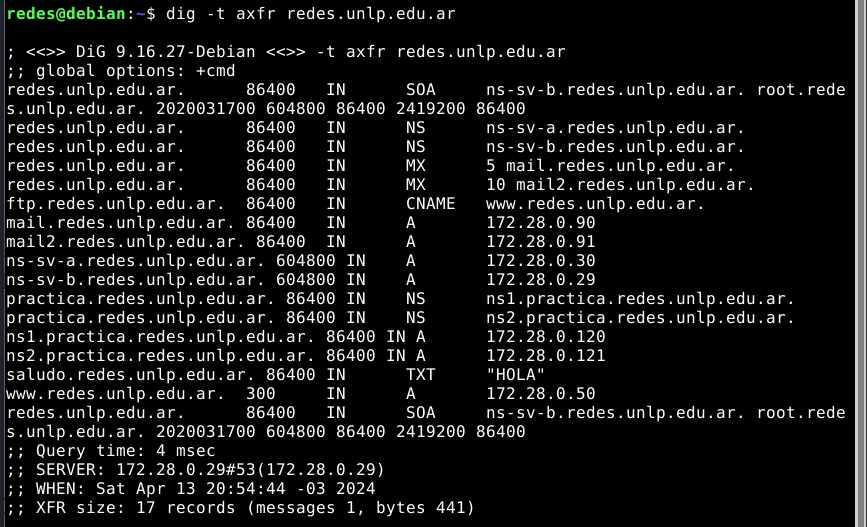 redes@debian:~$ dig -t axfr redes.unlp.edu.ar
; <<>> DiG 9.16.27-Debian <<>> -t axfr redes.unlp.edu.ar
;; global options: +cmd
redes.unlp.edu.ar. 86400 IN SOA ns-sv-b.redes.unlp.edu.ar. root.rede
s.unlp.edu.ar. 2020031700 604800 86400 2419200 86400
redes.unlp.edu.ar. 86400 IN NS ns-sv-a.redes.unlp.edu.ar.
redes.unlp.edu.ar. 86400 IN NS ns-sv-b.redes.unlp.edu.ar.
redes.unlp.edu.ar. 86400 IN MX 5 mail.redes.unlp.edu.ar.
redes.unlp.edu.ar. 86400 IN MX 10 mail2.redes.unlp.edu.ar.
ftp.redes.unlp.edu.ar. 86400 IN CNAME www.redes.unlp.edu.ar.
mail.redes.unlp.edu.ar. 86400 IN A 172.28.0.90
mail2.redes.unlp.edu.ar. 86400 IN A 172.28.0.91
ns-sv-a.redes.unlp.edu.ar. 604800 IN A 172.28.0.30
ns-sv-b.redes.unlp.edu.ar. 604800 IN A 172.28.0.29
practica.redes.unlp.edu.ar. 86400 IN NS ns1.practica.redes.unlp.edu.ar.
practica.redes.unlp.edu.ar. 86400 IN NS ns2.practica.redes.unlp.edu.ar.
ns1.practica.redes.unlp.edu.ar. 86400 IN A 172.28.0.120
ns2.practica.redes.unlp.edu.ar. 86400 IN A 172.28.0.121
saludo.redes.unlp.edu.ar. 86400 IN TXT "HOLA"
www.redes.unlp.edu.ar. 300 IN A 172.28.0.50
redes.unlp.edu.ar. 86400 IN SOA ns-sv-b.redes.unlp.edu.ar. root.rede
s.unlp.edu.ar. 2020031700 604800 86400 2419200 86400
;; Query time: 4 msec
;; SERVER: 172.28.0.29#53(172.28.0.29)
;; WHEN: Sat Apr 13 20:54:44 -03 2024
;; XFR size: 17 records (messages 1, bytes 441)